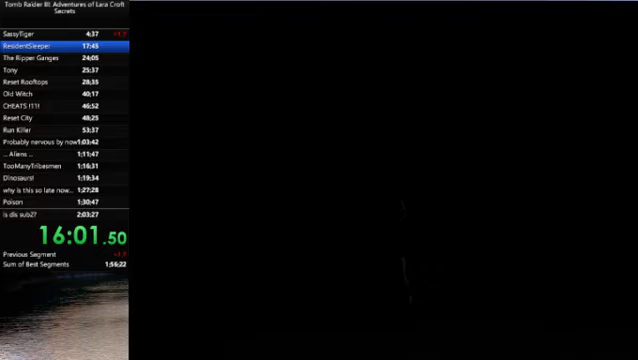 Tomb Raider III: Adventures of Lara Croft
Secrets
SassyTiger 4:37 +1.7
ResidentSleeper 17:45
The Ripper Ganges 24:05
Tony 25:37
Reset Rooftops 28:35
Old Witch 40:17
CHEATS !11! 46:52
Reset City 48:25
Run Killer 53:37
Probably nervous by now 1:03:42
... Aliens ... 1:11:47
TooManyTribesmen 1:16:31
Dinosaurs! 1:19:34
why is this so late now... 1:27:28
Poison 1:30:47
is dis sub2? 2:03:27
16:01.50
Previous Segment +1.7
Sum of Best Segments 1:56:22